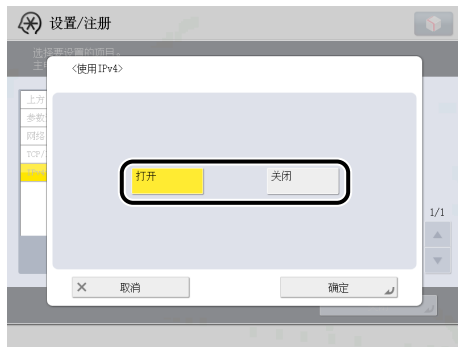 设置/注册
选择要设置的项目。
<使用IPv4>
上方
参数
网络
TCP/
打开
关闭
1/1
取消
确定